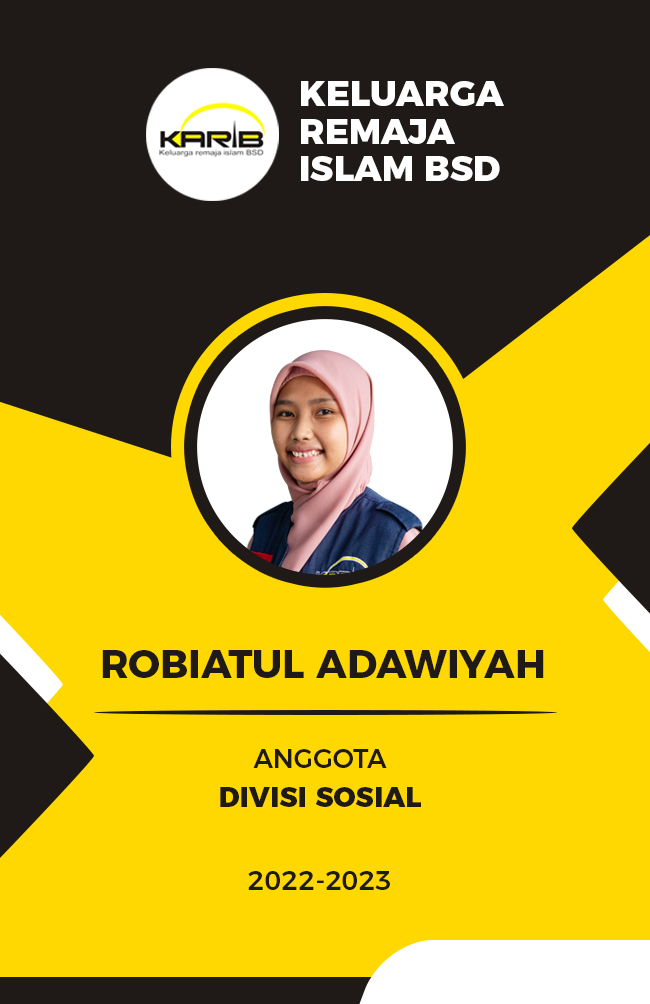 KARIB
Keluarga remaja islam BSD
KELUARGA
REMAJA
ISLAM BSD
ROBIATUL ADAWIYAH
ANGGOTA
DIVISI SOSIAL
2022-2023